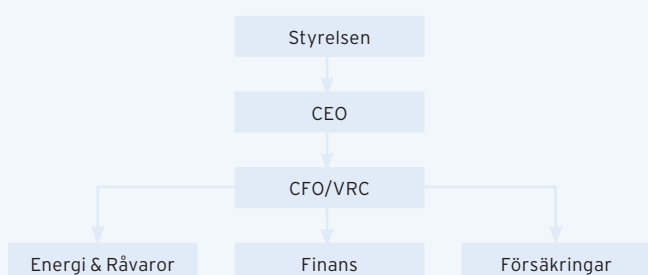 Styrelsen
CEO
CFO/VRC
Energi & Råvaror
Finans
Försäkringar